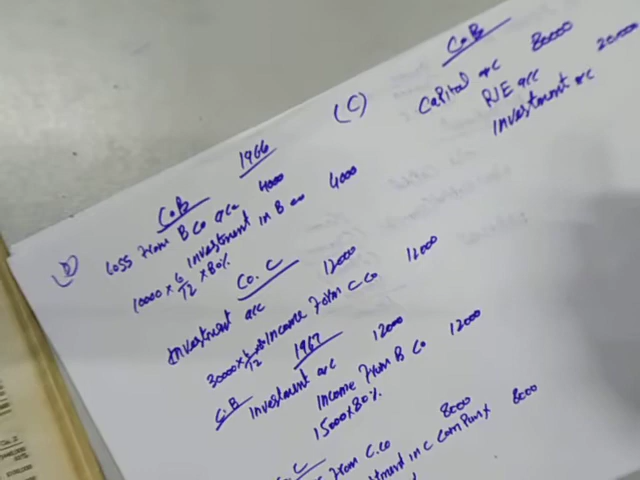 (C)
Co.B
Capital a/c 80000
R/E a/c
Investment a/c 20000
1966
(D) Co.B
Loss from B Co a/c 4000
Investment in B Co 4000
10000 × 6/12 × 80%
Co. C
Investment a/c 12000
Income from C Co 12000
30000 × 6/12 ×
1967
C.B Investment a/c 12000
Income from B Co 12000
15000 × 80%
C
from C.Co 8000
in C Company 8000